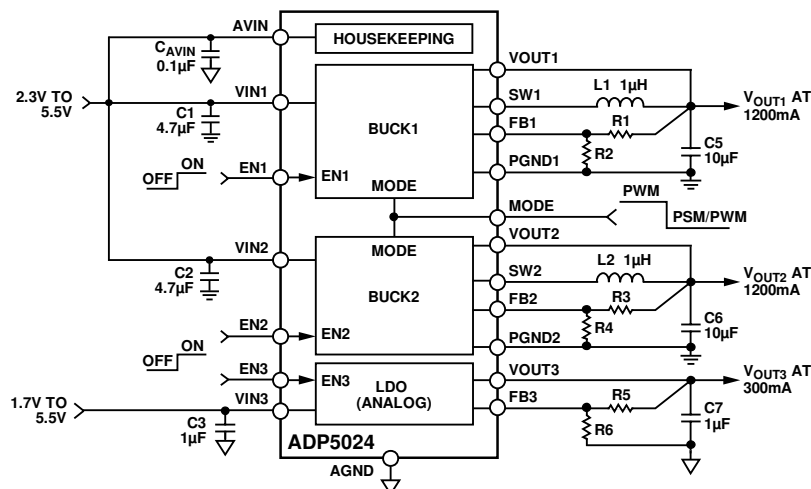 AVIN
HOUSEKEEPING
CAVIN
0.1µF
VOUT1
L1 1µH
2.3V TO
5.5V
C1
4.7µF
VIN1
BUCK1
SW1
VOUT1 AT
1200mA
FB1
R1
R2
C5
10µF
ON
OFF
EN1
EN1
MODE
PGND1
MODE
PWM
PSM/PWM
VIN2
C2
4.7µF
MODE
BUCK2
VOUT2
L2 1µH
SW2
VOUT2 AT
1200mA
FB2
R3
R4
C6
10µF
EN2
EN2
ON
OFF
PGND2
EN3
EN3
LDO
(ANALOG)
VOUT3
VOUT3 AT
300mA
1.7V TO
5.5V
VIN3
C3
1µF
FB3
R5
R6
C7
1µF
ADP5024
AGND